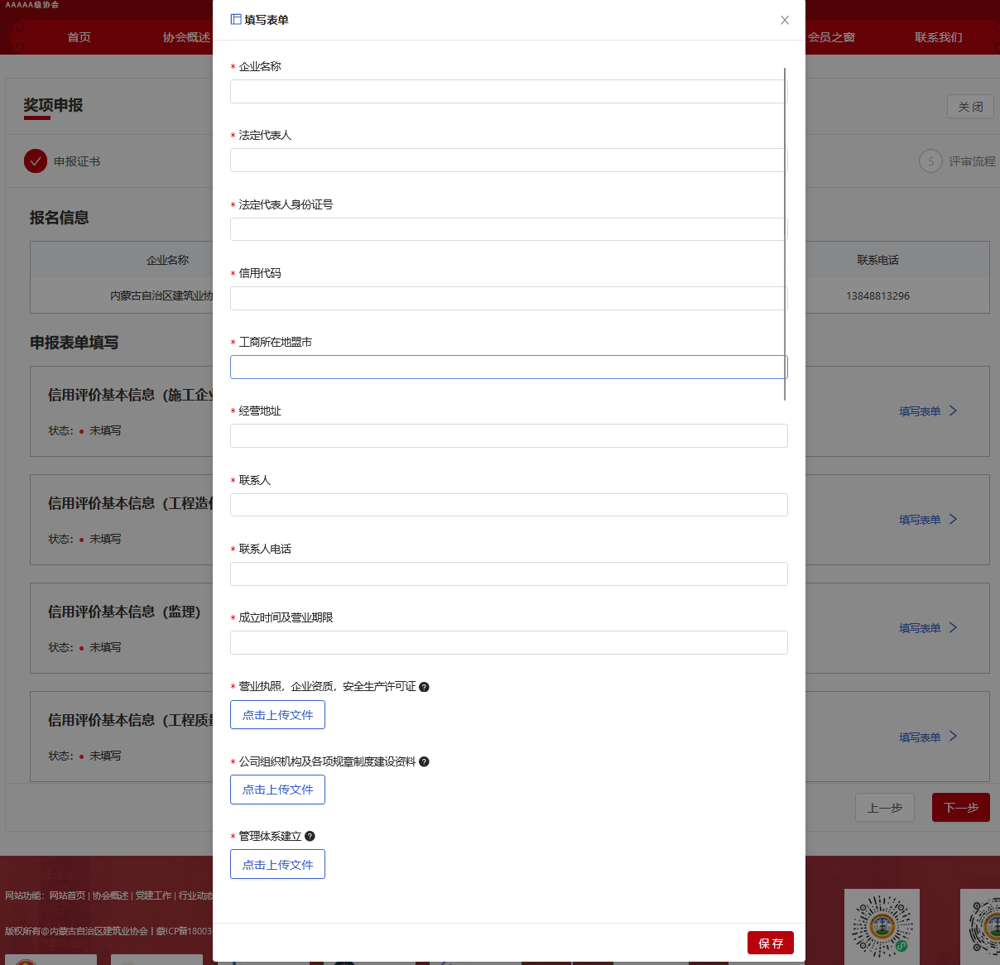 AAAAA级协会
首页
协会概述
会员之窗
联系我们
填写表单
奖项申报
关 闭
申报证书
5 评审流程
报名信息
企业名称
联系电话
内蒙古自治区建筑业协
13848813296
申报表单填写
信用评价基本信息（施工企业
状态： 未填写
填写表单
信用评价基本信息（工程造价
状态： 未填写
填写表单
信用评价基本信息（监理）
状态： 未填写
填写表单
信用评价基本信息（工程质量
状态： 未填写
填写表单
上一步
下一步
* 企业名称
* 法定代表人
* 法定代表人身份证号
* 信用代码
* 工商所在地盟市
* 经营地址
* 联系人
* 联系人电话
* 成立时间及营业期限
* 营业执照，企业资质，安全生产许可证
点击上传文件
* 公司组织机构及各项规章制度建设资料
点击上传文件
* 管理体系建立
点击上传文件
保 存
网站功能：网站首页 | 协会概述 | 党建工作 | 行业动态
版权所有@内蒙古自治区建筑业协会 | 蒙ICP备1800